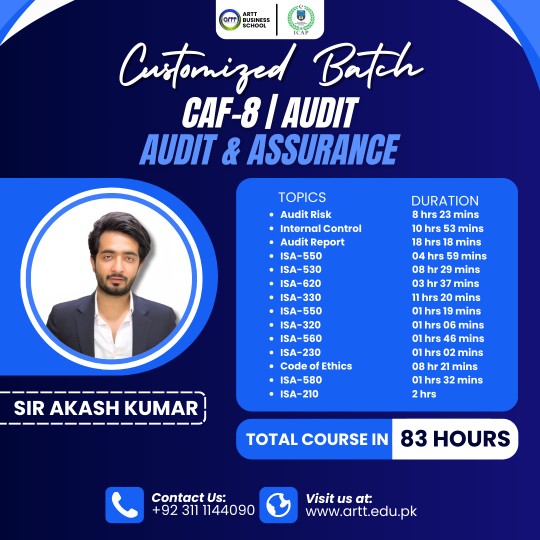 ARTT
BUSINESS
SCHOOL
artt
ICAP
Customized Batch
CAF-8 | AUDIT
AUDIT & ASSURANCE
TOPICS DURATION
• Audit Risk 8 hrs 23 mins
• Internal Control 10 hrs 53 mins
• Audit Report 18 hrs 18 mins
• ISA-550 04 hrs 59 mins
• ISA-530 08 hr 29 mins
• ISA-620 03 hr 37 mins
• ISA-330 11 hrs 20 mins
• ISA-550 01 hrs 19 mins
• ISA-320 01 hrs 06 mins
• ISA-560 01 hrs 46 mins
• ISA-230 01 hrs 02 mins
• Code of Ethics 08 hr 21 mins
• ISA-580 01 hrs 32 mins
• ISA-210 2 hrs
SIR AKASH KUMAR
TOTAL COURSE IN 83 HOURS
Contact Us:
+92 311 1144090
Visit us at:
www.artt.edu.pk